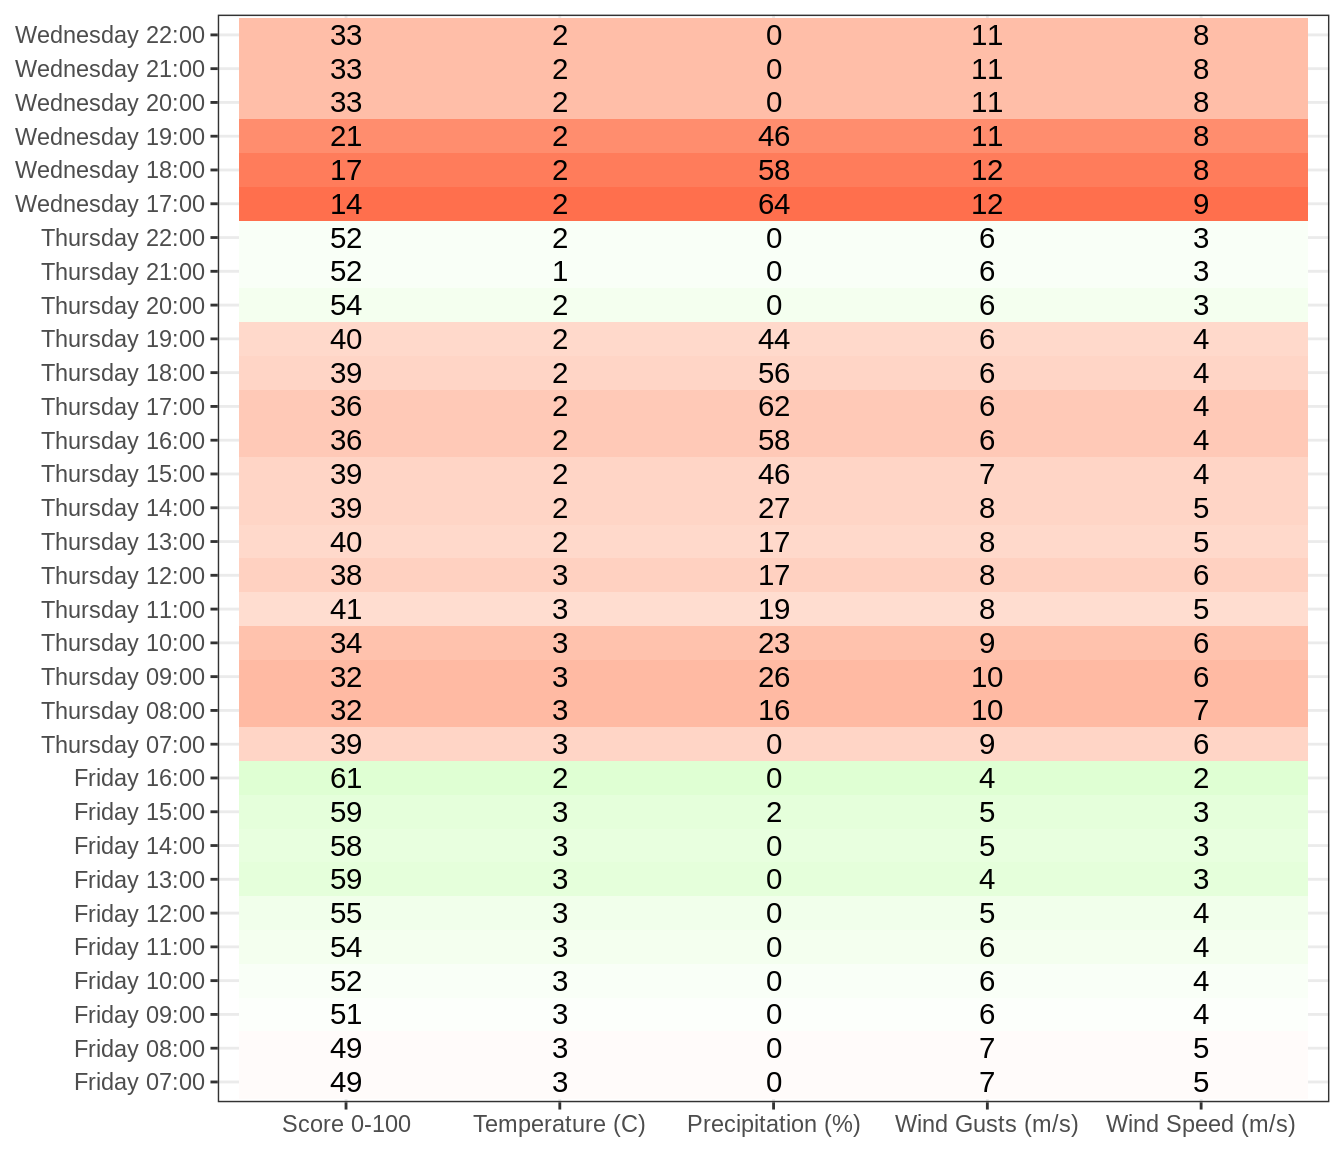 Wednesday 22:00 33 2 0 11 8
Wednesday 21:00 33 2 0 11 8
Wednesday 20:00 33 2 0 11 8
Wednesday 19:00 21 2 46 11 8
Wednesday 18:00 17 2 58 12 8
Wednesday 17:00 14 2 64 12 9
Thursday 22:00 52 2 0 6 3
Thursday 21:00 52 1 0 6 3
Thursday 20:00 54 2 0 6 3
Thursday 19:00 40 2 44 6 4
Thursday 18:00 39 2 56 6 4
Thursday 17:00 36 2 62 6 4
Thursday 16:00 36 2 58 6 4
Thursday 15:00 39 2 46 7 4
Thursday 14:00 39 2 27 8 5
Thursday 13:00 40 2 17 8 5
Thursday 12:00 38 3 17 8 6
Thursday 11:00 41 3 19 8 5
Thursday 10:00 34 3 23 9 6
Thursday 09:00 32 3 26 10 6
Thursday 08:00 32 3 16 10 7
Thursday 07:00 39 3 0 9 6
Friday 16:00 61 2 0 4 2
Friday 15:00 59 3 2 5 3
Friday 14:00 58 3 0 5 3
Friday 13:00 59 3 0 4 3
Friday 12:00 55 3 0 5 4
Friday 11:00 54 3 0 6 4
Friday 10:00 52 3 0 6 4
Friday 09:00 51 3 0 6 4
Friday 08:00 49 3 0 7 5
Friday 07:00 49 3 0 7 5
Score 0-100 Temperature (C) Precipitation (%) Wind Gusts (m/s) Wind Speed (m/s)